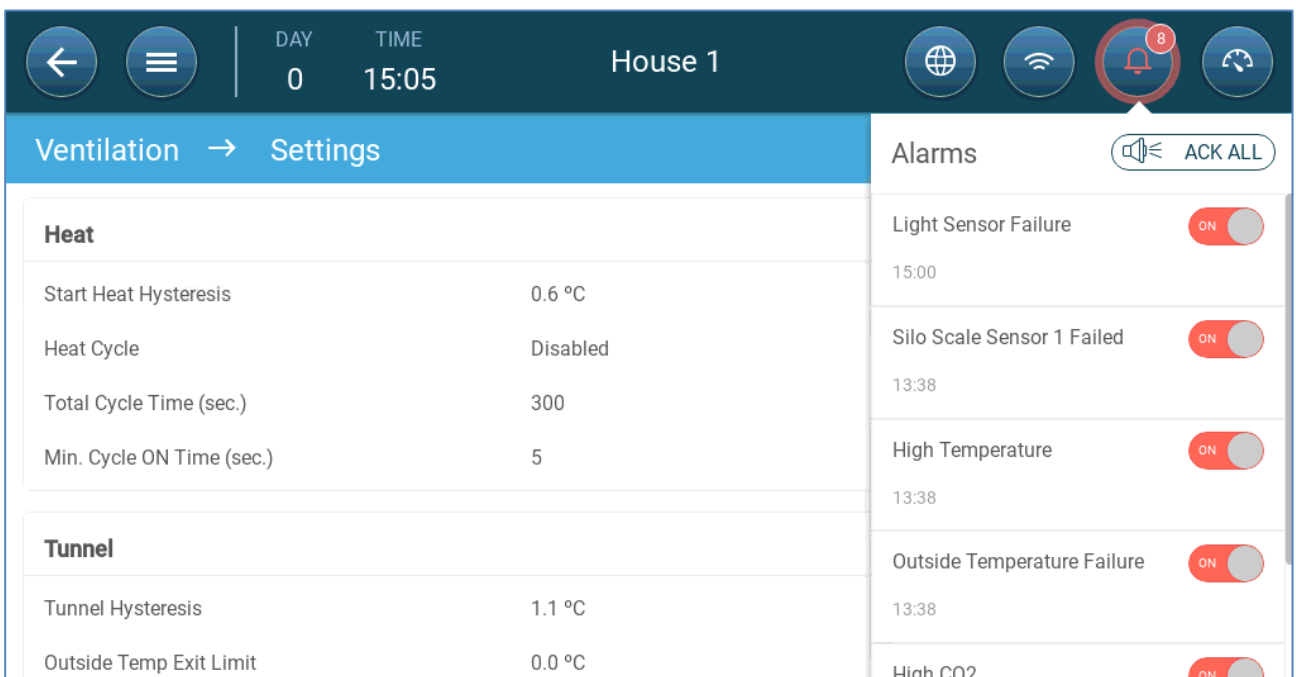 DAY TIME
0 15:05
House 1
8
Ventilation → Settings
Heat
Start Heat Hysteresis 0.6 ºC
Heat Cycle Disabled
Total Cycle Time (sec.) 300
Min. Cycle ON Time (sec.) 5
Tunnel
Tunnel Hysteresis 1.1 ºC
Outside Temp Exit Limit 0.0 ºC
Alarms ACK ALL
Light Sensor Failure ON
15:00
Silo Scale Sensor 1 Failed ON
13:38
High Temperature ON
13:38
Outside Temperature Failure ON
13:38
High CO2 ON